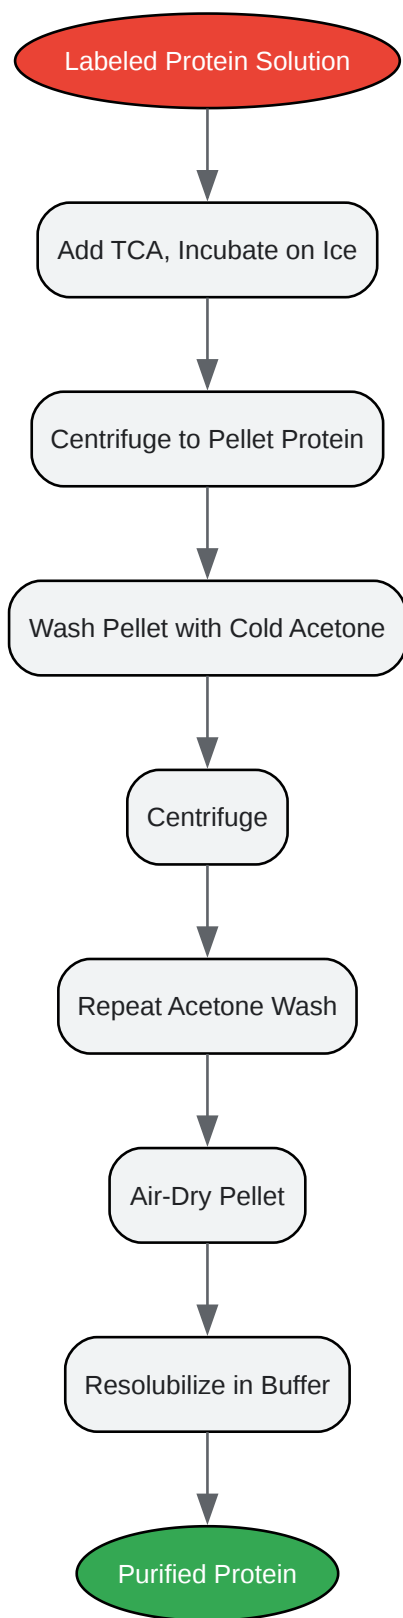 Labeled Protein Solution
Add TCA, Incubate on Ice
Centrifuge to Pellet Protein
Wash Pellet with Cold Acetone
Centrifuge
Repeat Acetone Wash
Air-Dry Pellet
Resolubilize in Buffer
Purified Protein